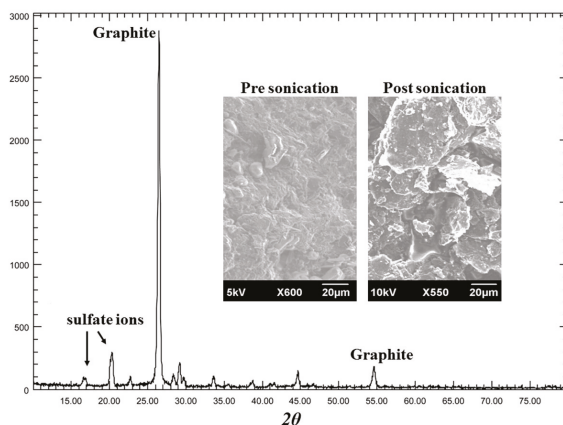 3000
Graphite
2500
Pre sonication
Post sonication
2000
1500
1000
5kV X600 20μm
10kV X550 20μm
sulfate ions
500
Graphite
0
15.00 20.00 25.00 30.00 35.00 40.00 45.00 50.00 55.00 60.00 65.00 70.00 75.00
2θ